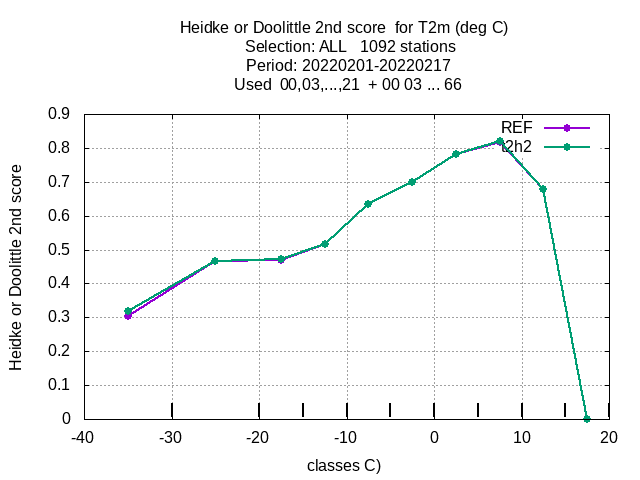 Heidke or Doolittle 2nd score  for T2m (deg C)
Selection: ALL   1092 stations
Period: 20220201-20220217
Used  00,03,...,21  + 00 03 ... 66
Heidke or Doolittle 2nd score
0.9
0.8
0.7
0.6
0.5
0.4
0.3
0.2
0.1
0
REF
t2h2
-40 -30 -20 -10 0 10 20
classes C)